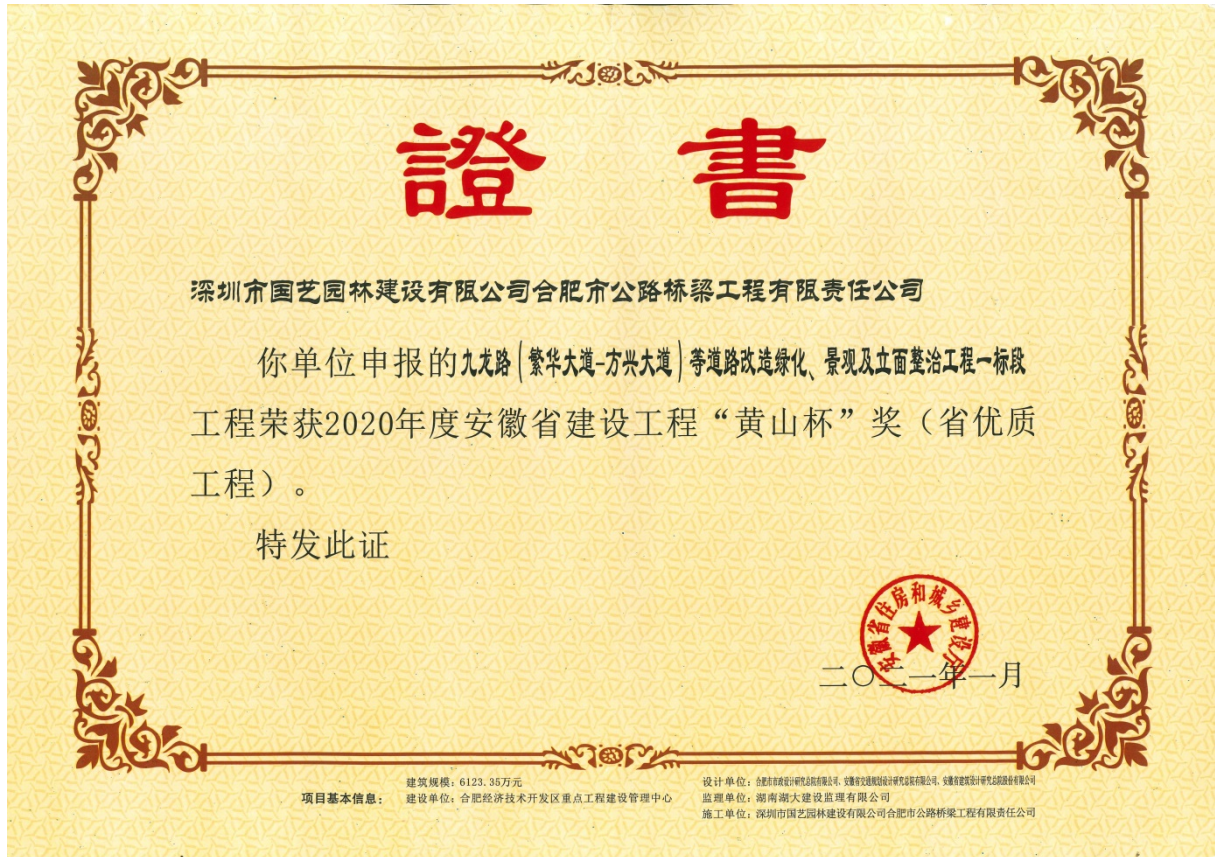 證書
深圳市国艺园林建设有限公司合肥市公路桥梁工程有限责任公司
你单位申报的九龙路(繁华大道-方兴大道)等道路改造绿化、景观及立面整治工程一标段
工程荣获2020年度安徽省建设工程“黄山杯”奖（省优质
工程）。
特发此证
安徽省住房和城乡建设厅
二〇二一年一月
项目基本信息：
建筑规模：6123.35万元
建设单位：合肥经济技术开发区重点工程建设管理中心
设计单位：合肥市市政设计研究总院有限公司、安徽省交通规划设计研究总院有限公司、安徽省建筑设计研究总院股份有限公司
监理单位：湖南湖大建设监理有限公司
施工单位：深圳市国艺园林建设有限公司合肥市公路桥梁工程有限责任公司